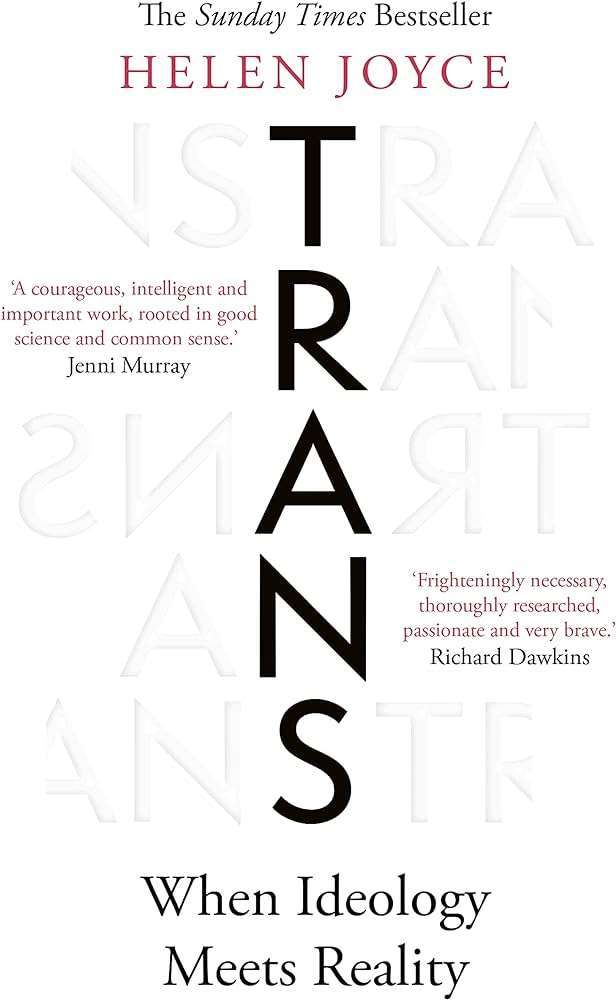 The Sunday Times Bestseller
HELEN JOYCE
TRANS
'A courageous, intelligent and
important work, rooted in good
science and common sense.'
Jenni Murray
'Frighteningly necessary,
thoroughly researched,
passionate and very brave.'
Richard Dawkins
When Ideology
Meets Reality